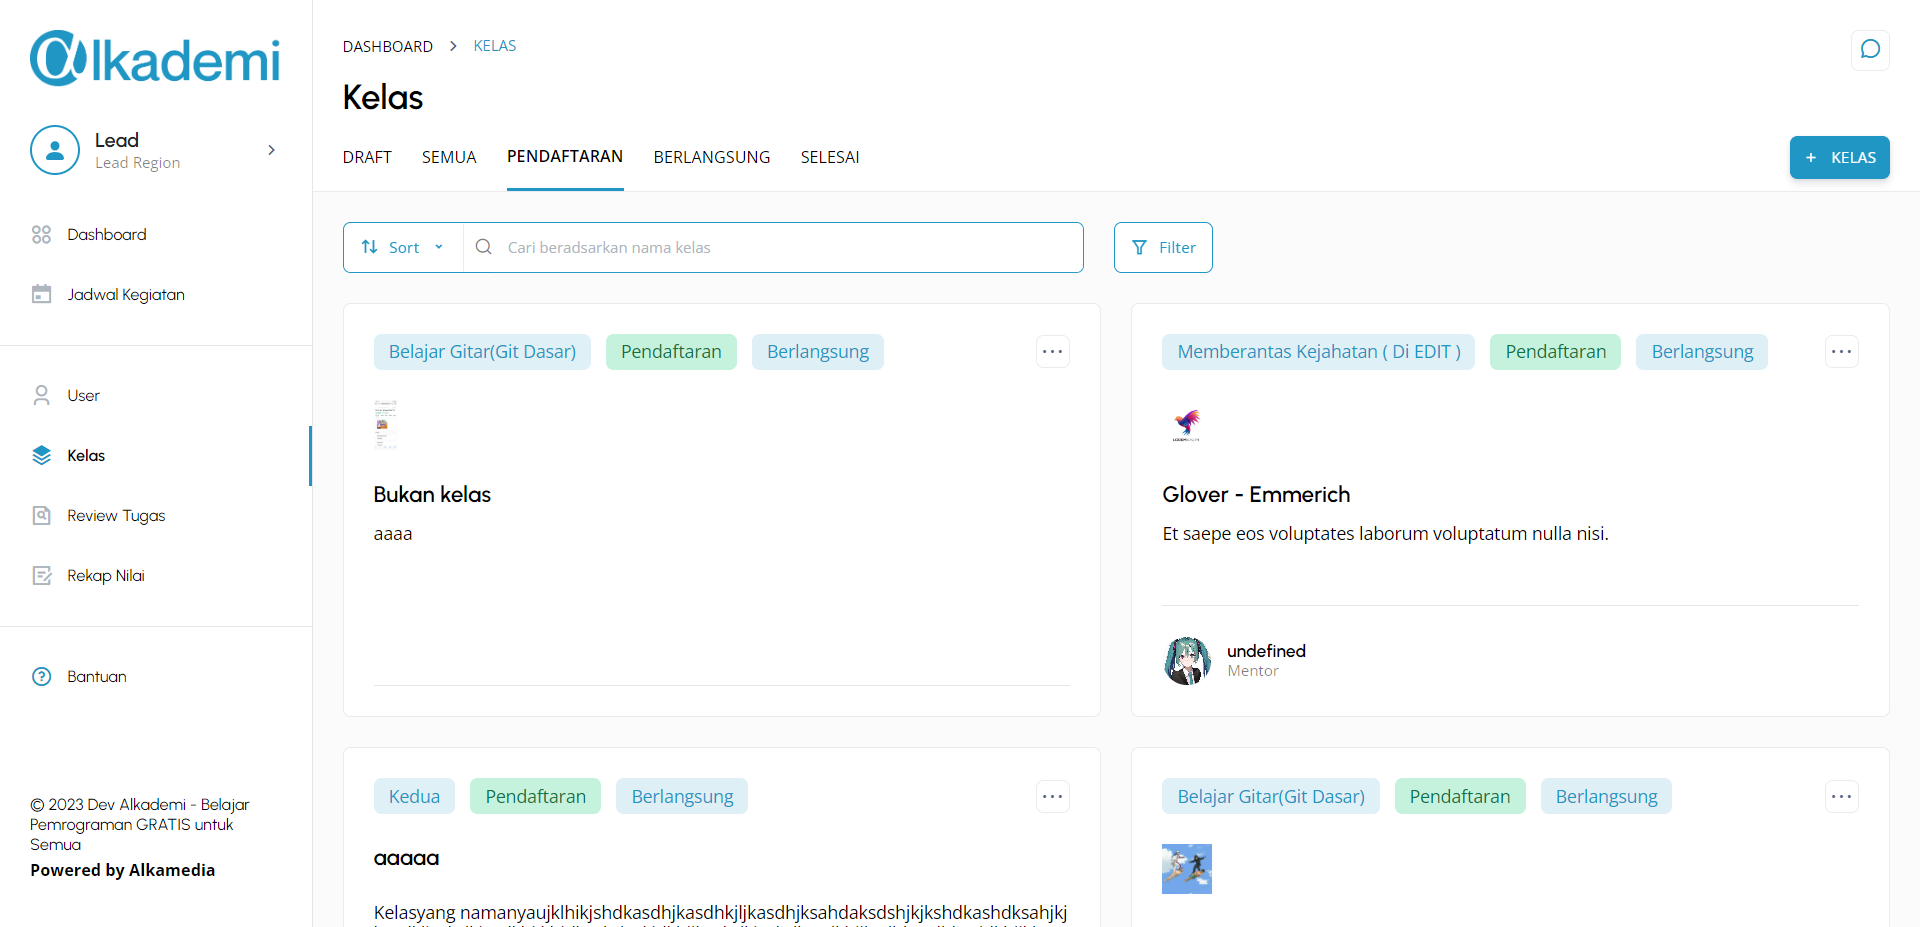 alkademi
Lead
Lead Region
Dashboard
Jadwal Kegiatan
User
Kelas
Review Tugas
Rekap Nilai
Bantuan
© 2023 Dev Alkademi - Belajar
Pemrograman GRATIS untuk
Semua
Powered by Alkamedia
DASHBOARD > KELAS
Kelas
DRAFT SEMUA PENDAFTARAN BERLANGSUNG SELESAI
+ KELAS
Sort Cari beradsarkan nama kelas Filter
Belajar Gitar(Git Dasar) Pendaftaran Berlangsung
Bukan kelas
aaaa
Memberantas Kejahatan ( Di EDIT ) Pendaftaran Berlangsung
Glover - Emmerich
Et saepe eos voluptates laborum voluptatum nulla nisi.
undefined
Mentor
Kedua Pendaftaran Berlangsung
aaaaa
Kelasyang namanyaujklhikjshdkasdhjkasdhkjljkasdhjksahdaksdshjkjkshdkashdksahjkj
Belajar Gitar(Git Dasar) Pendaftaran Berlangsung